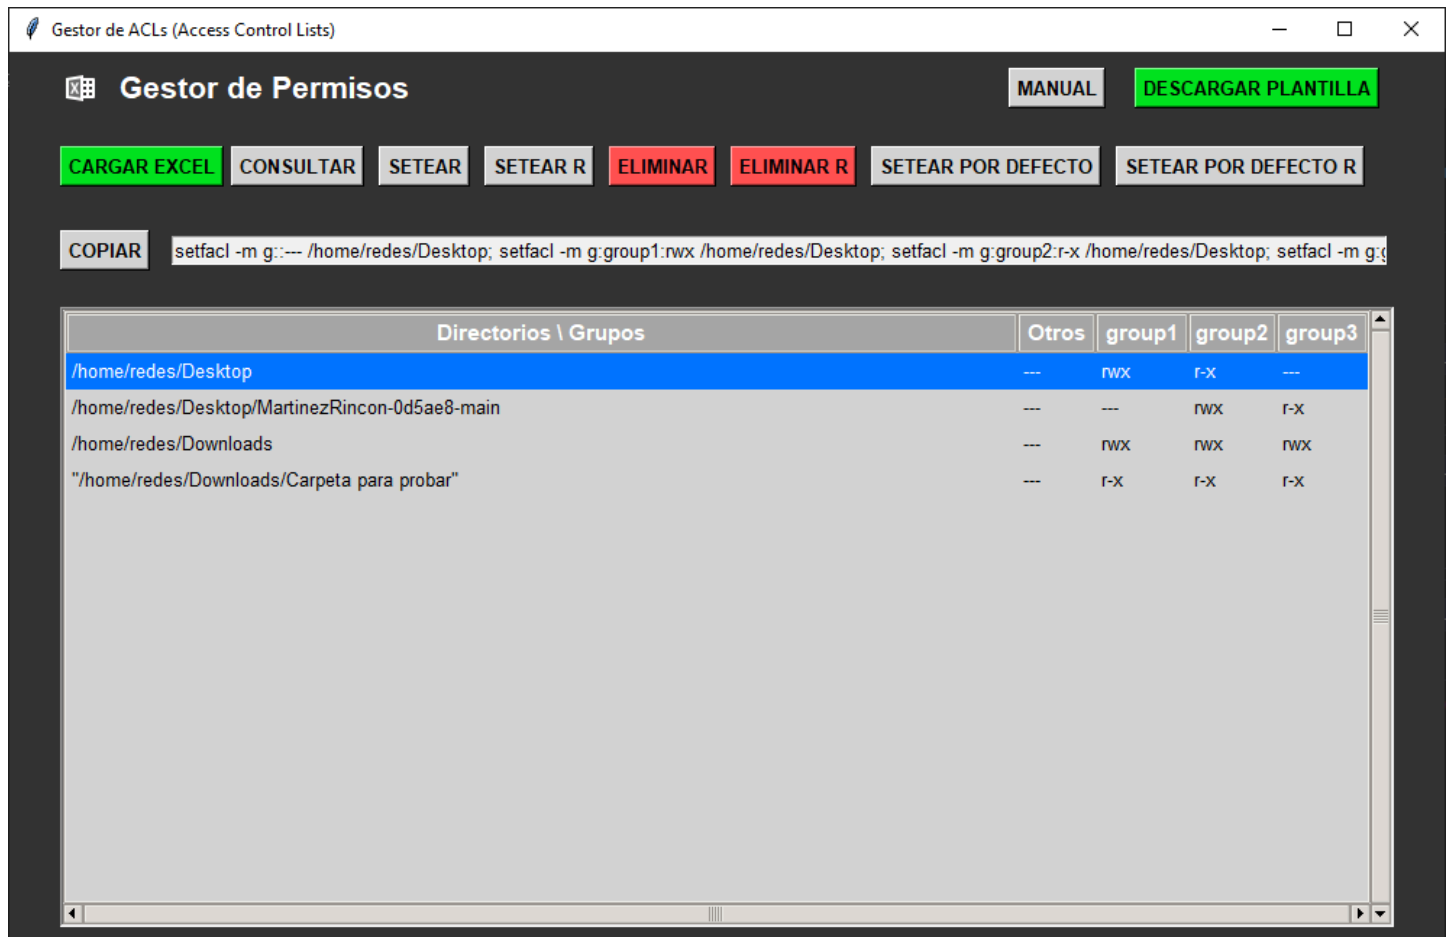 Gestor de ACLs (Access Control Lists)
Gestor de Permisos
MANUAL
DESCARGAR PLANTILLA
CARGAR EXCEL CONSULTAR SETEAR SETEAR R ELIMINAR ELIMINAR R SETEAR POR DEFECTO SETEAR POR DEFECTO R
COPIAR
setfacl -m g::--- /home/redes/Desktop; setfacl -m g:group1:rwx /home/redes/Desktop; setfacl -m g:group2:r-x /home/redes/Desktop; setfacl -m g:
Directorios \ Grupos Otros group1 group2 group3
/home/redes/Desktop --- rwx r-x ---
/home/redes/Desktop/MartinezRincon-0d5ae8-main --- --- rwx r-x
/home/redes/Downloads --- rwx rwx rwx
"/home/redes/Downloads/Carpeta para probar" --- r-x r-x r-x